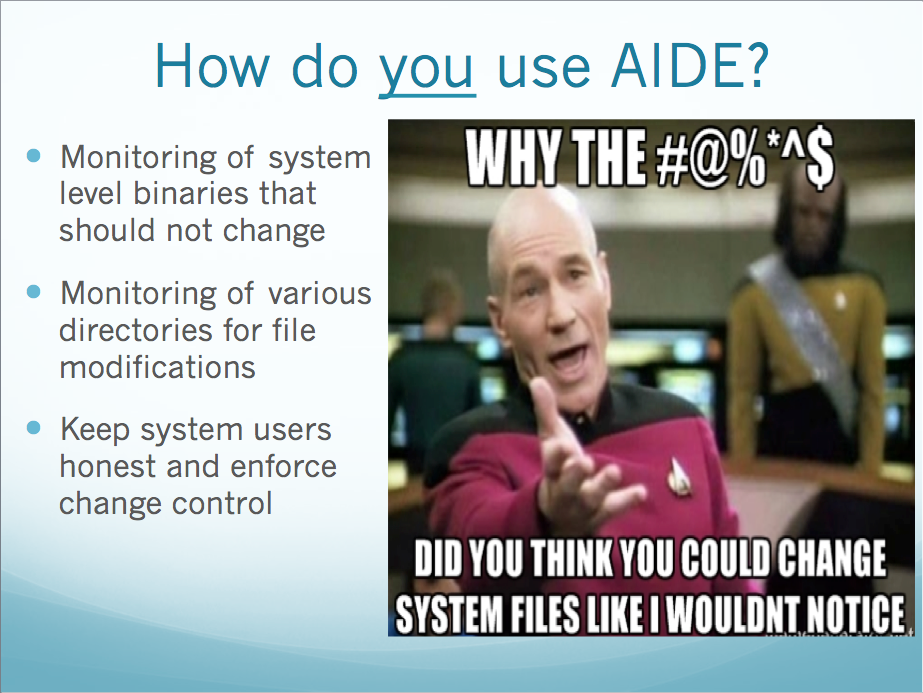 How do you use AIDE?
• Monitoring of system
level binaries that
should not change
• Monitoring of various
directories for file
modifications
• Keep system users
honest and enforce
change control
WHY THE #@%*^$
DID YOU THINK YOU COULD CHANGE
SYSTEM FILES LIKE I WOULDNT NOTICE